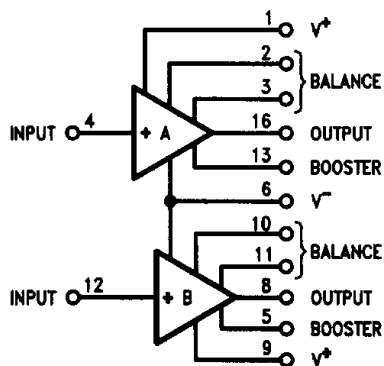 1 V+
2
3 BALANCE
INPUT 4 + A 16 OUTPUT
13 BOOSTER
6 V−
10
11 BALANCE
INPUT 12 + B 8 OUTPUT
5 BOOSTER
9 V+